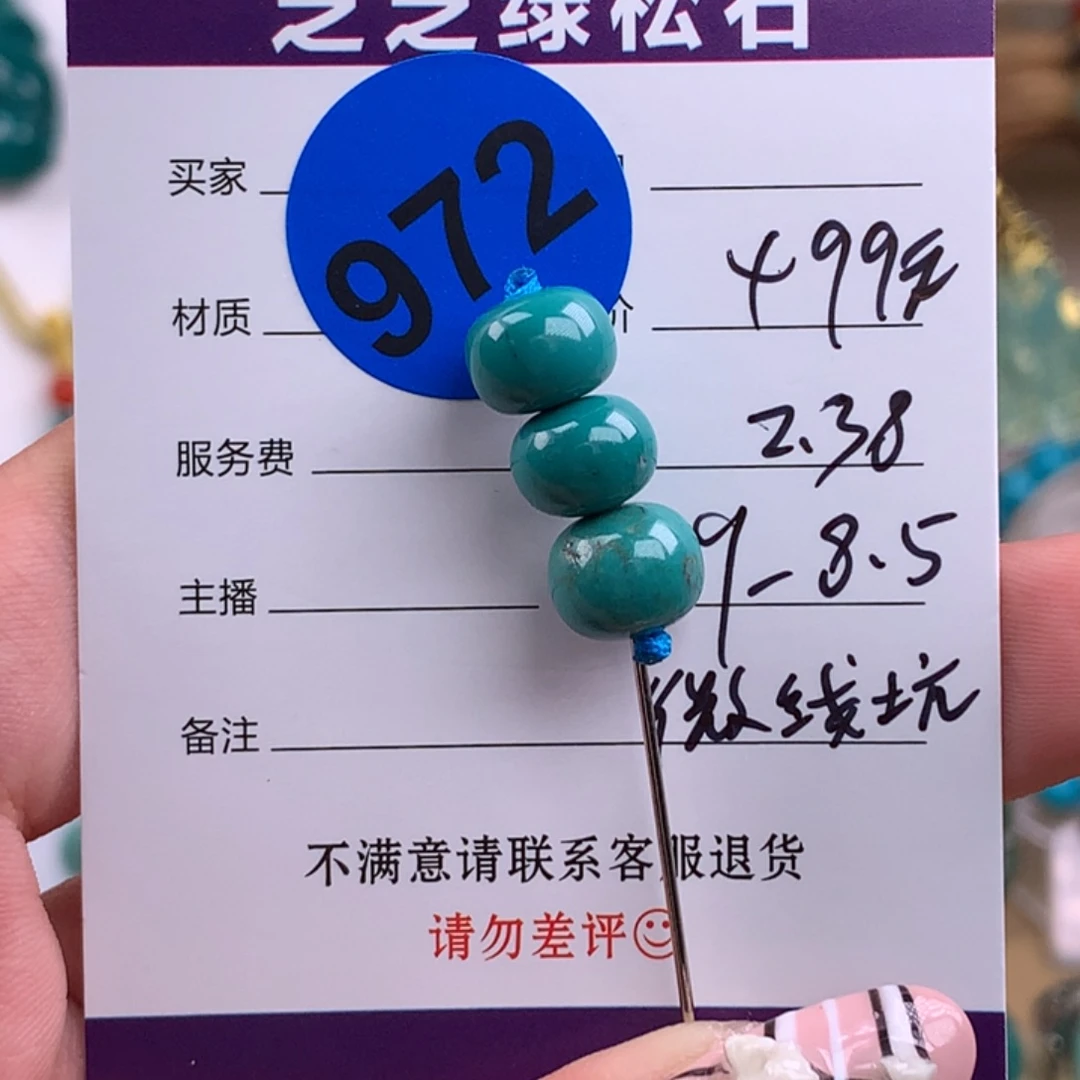 之之绿松石
972
买家
材质 价 499元
服务费 2.38
主播 9-8.5
备注 微线坑
不满意请联系客服退货
请勿差评